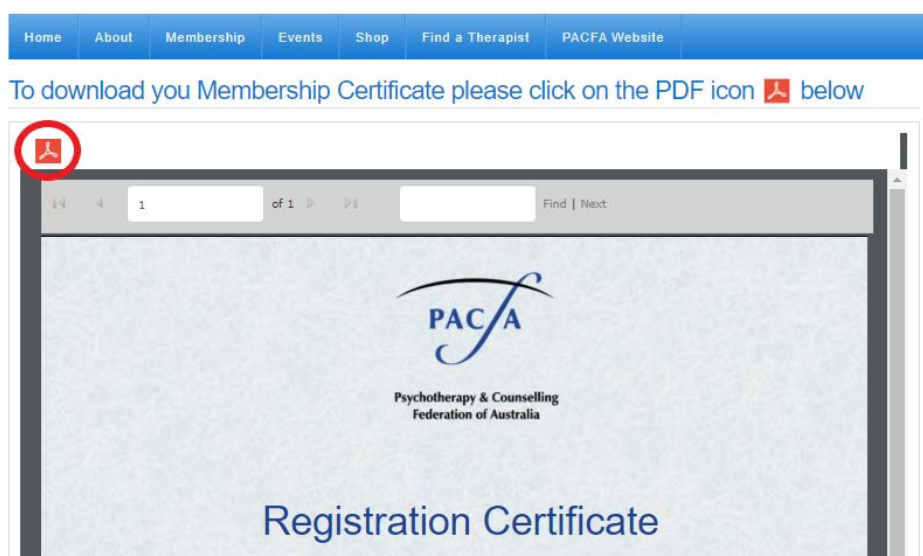 Home About Membership Events Shop Find a Therapist PACFA Website
To download you Membership Certificate please click on the PDF icon below
1 of 1 Find | Next
PACFA
Psychotherapy & Counselling
Federation of Australia
Registration Certificate